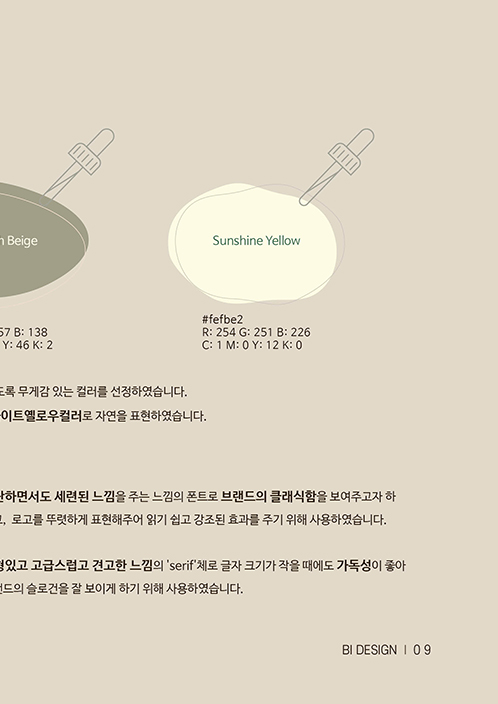 Beige
Sunshine Yellow
57 B: 138
Y: 46 K: 2
#fefbe2
R: 254 G: 251 B: 226
C: 1 M: 0 Y: 12 K: 0
도록 무게감 있는 컬러를 선정하였습니다.
이트옐로우컬러로 자연을 표현하였습니다.
단하면서도 세련된 느낌을 주는 느낌의 폰트로 브랜드의 클래식함을 보여주고자 하
로고를 뚜렷하게 표현해주어 읽기 쉽고 강조된 효과를 주기 위해 사용하였습니다.
형있고 고급스럽고 견고한 느낌의 'serif'체로 글자 크기가 작을 때에도 가독성이 좋아
랜드의 슬로건을 잘 보이게 하기 위해 사용하였습니다.
BI DESIGN | 0 9